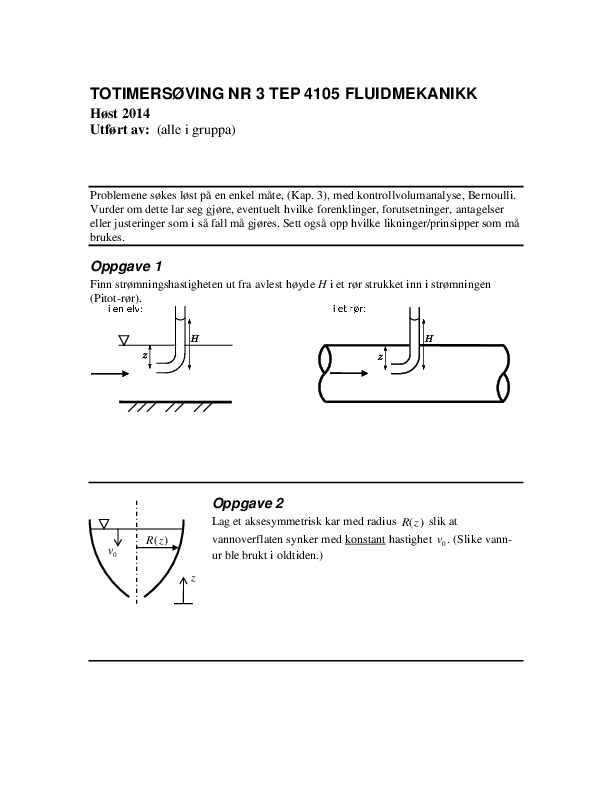 TOTIMERSØVING NR 3 TEP 4105 FLUIDMEKANIKK
Høst 2014
Utført av: (alle i gruppa)
Problemene søkes løst på en enkel måte, (Kap. 3), med kontrollvolumanalyse, Bernoulli.
Vurder om dette lar seg gjøre, eventuelt hvilke forenklinger, forutsetninger, antagelser
eller justeringer som i så fall må gjøres. Sett også opp hvilke likninger/prinsipper som må
brukes.
Oppgave 1
Finn strømningshastigheten ut fra avlest høyde H i et rør strukket inn i strømningen
(Pitot-rør).
i en elv:
H
z
i et rør:
H
z
Oppgave 2
Lag et aksesymmetrisk kar med radius R(z) slik at
vannoverflaten synker med konstant hastighet v₀. (Slike vann-
ur ble brukt i oldtiden.)
R(z)
v₀
z